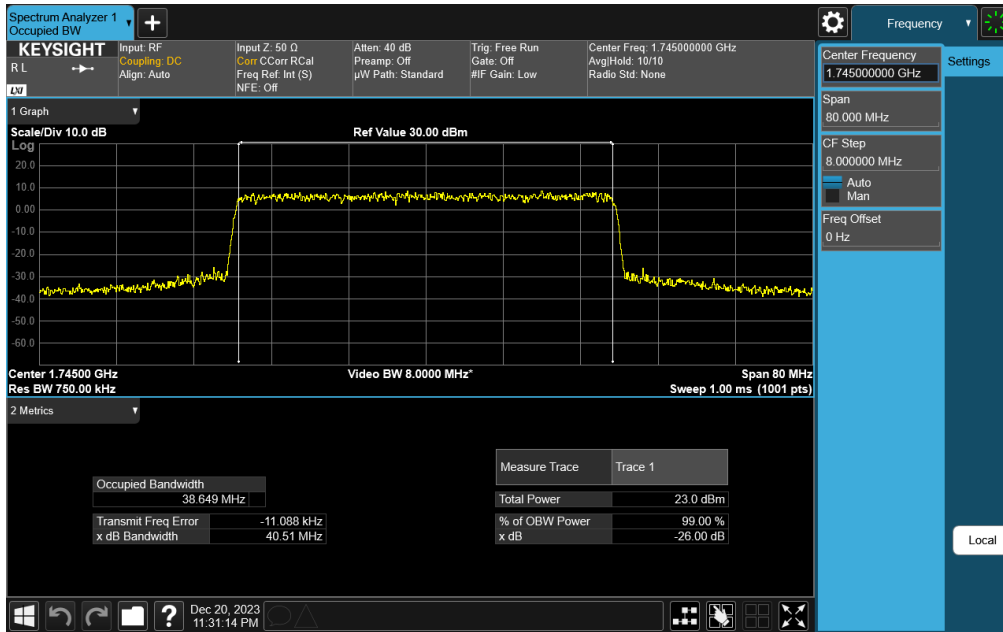 Spectrum Analyzer 1
Occupied BW
Frequency
KEYSIGHT
R L
LXI
Input: RF
Coupling: DC
Align: Auto
Input Z: 50 Ω
Corr CCorr RCal
Freq Ref: Int (S)
NFE: Off
Atten: 40 dB
Preamp: Off
µW Path: Standard
Trig: Free Run
Gate: Off
#IF Gain: Low
Center Freq: 1.745000000 GHz
Avg|Hold: 10/10
Radio Std: None
Center Frequency
1.745000000 GHz
Settings
Span
80.000 MHz
CF Step
8.000000 MHz
Auto
Man
Freq Offset
0 Hz
Local
1 Graph
Scale/Div 10.0 dB
Ref Value 30.00 dBm
Log
20.0
10.0
0.00
-10.0
-20.0
-30.0
-40.0
-50.0
-60.0
Center 1.74500 GHz
Video BW 8.0000 MHz*
Span 80 MHz
Res BW 750.00 kHz
Sweep 1.00 ms (1001 pts)
2 Metrics
Occupied Bandwidth
38.649 MHz
Transmit Freq Error -11.088 kHz
x dB Bandwidth 40.51 MHz
Measure Trace Trace 1
Total Power 23.0 dBm
% of OBW Power 99.00 %
x dB -26.00 dB
?
Dec 20, 2023
11:31:14 PM